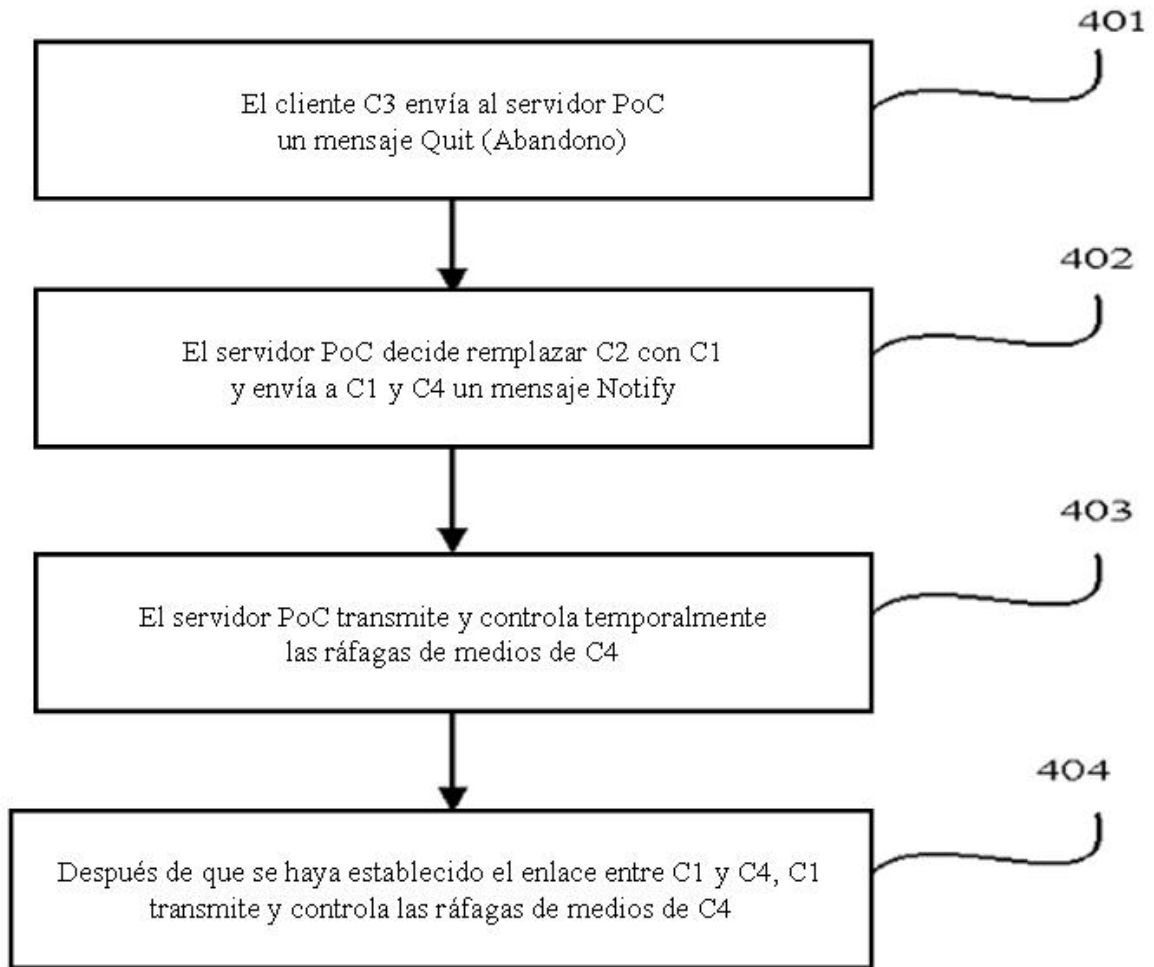 401
El cliente C3 envía al servidor PoC
un mensaje Quit (Abandono)
402
El servidor PoC decide remplazar C2 con C1
y envía a C1 y C4 un mensaje Notify
403
El servidor PoC transmite y controla temporalmente
las ráfagas de medios de C4
404
Después de que se haya establecido el enlace entre C1 y C4, C1
transmite y controla las ráfagas de medios de C4